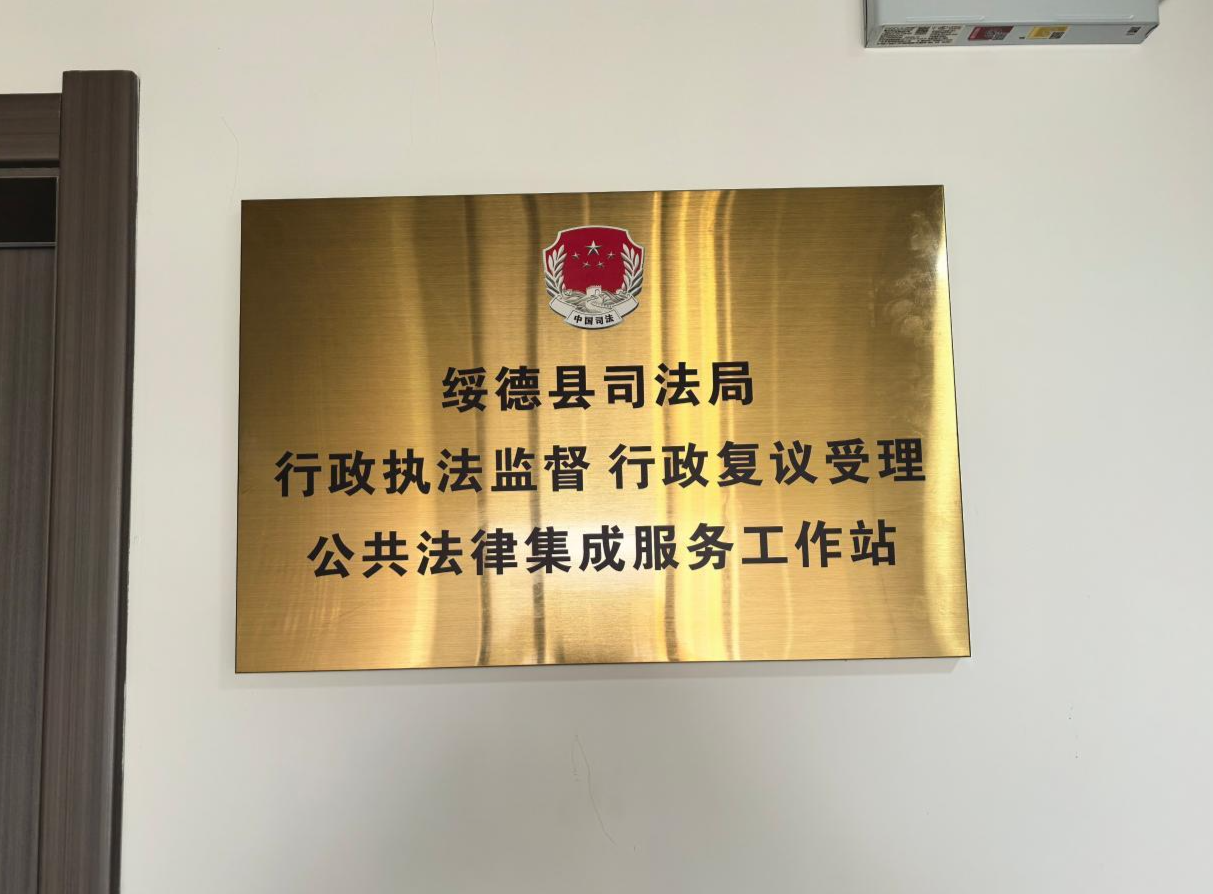 中国司法
绥德县司法局
行政执法监督 行政复议受理
公共法律集成服务工作站